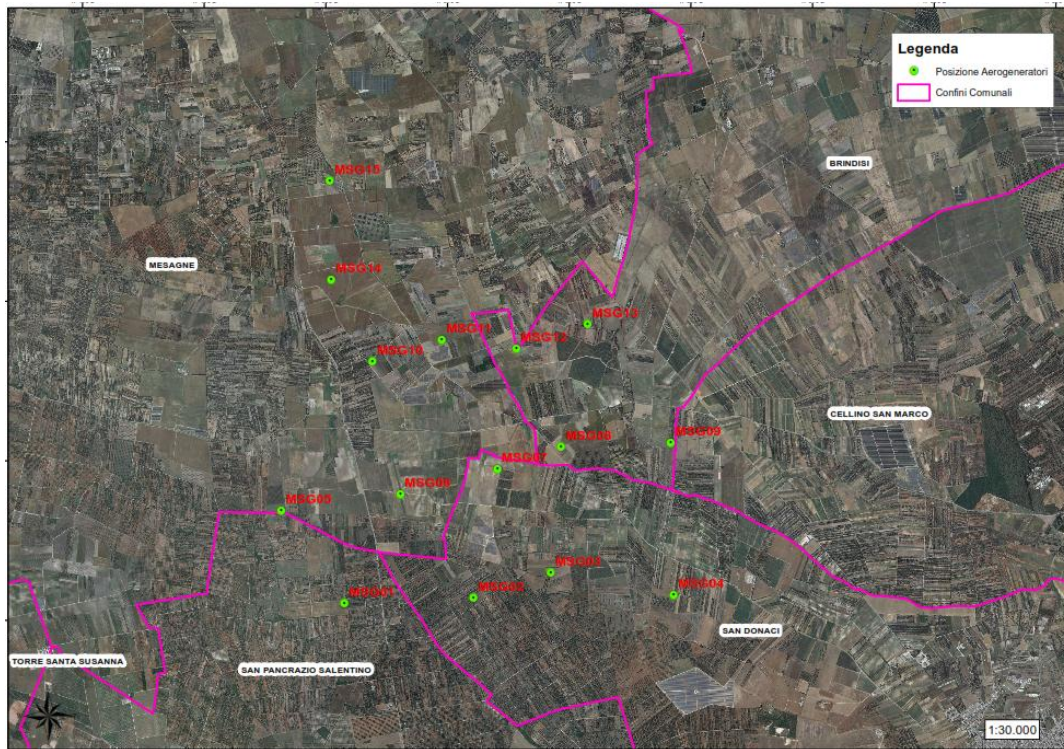 Legenda
Posizione Aerogeneratori
Confini Comunali
BRINDISI
MSG15
MESAGNE
MSG14
MSG13
MSG11
MSG12
MSG10
CELLINO SAN MARCO
MSG08
MSG09
MSG07
MSG06
MSG05
MSG03
MSG02
MSG04
MSG01
SAN DONACI
TORRE SANTA SUSANNA
SAN PANCRAZIO SALENTINO
1:30.000